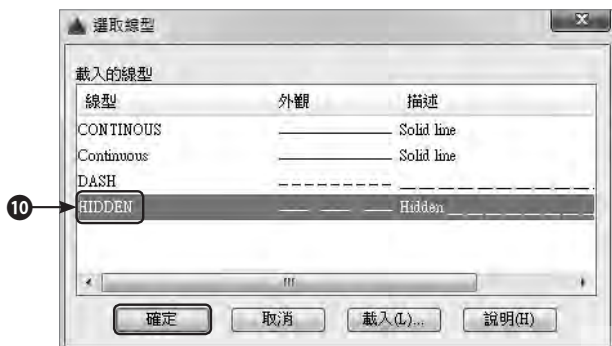 選取線型
載入的線型
線型 外觀 描述
CONTINOUS Solid line
Continuous Solid line
DASH
10 HIDDEN Hidden
確定 取消 載入(L)... 說明(H)